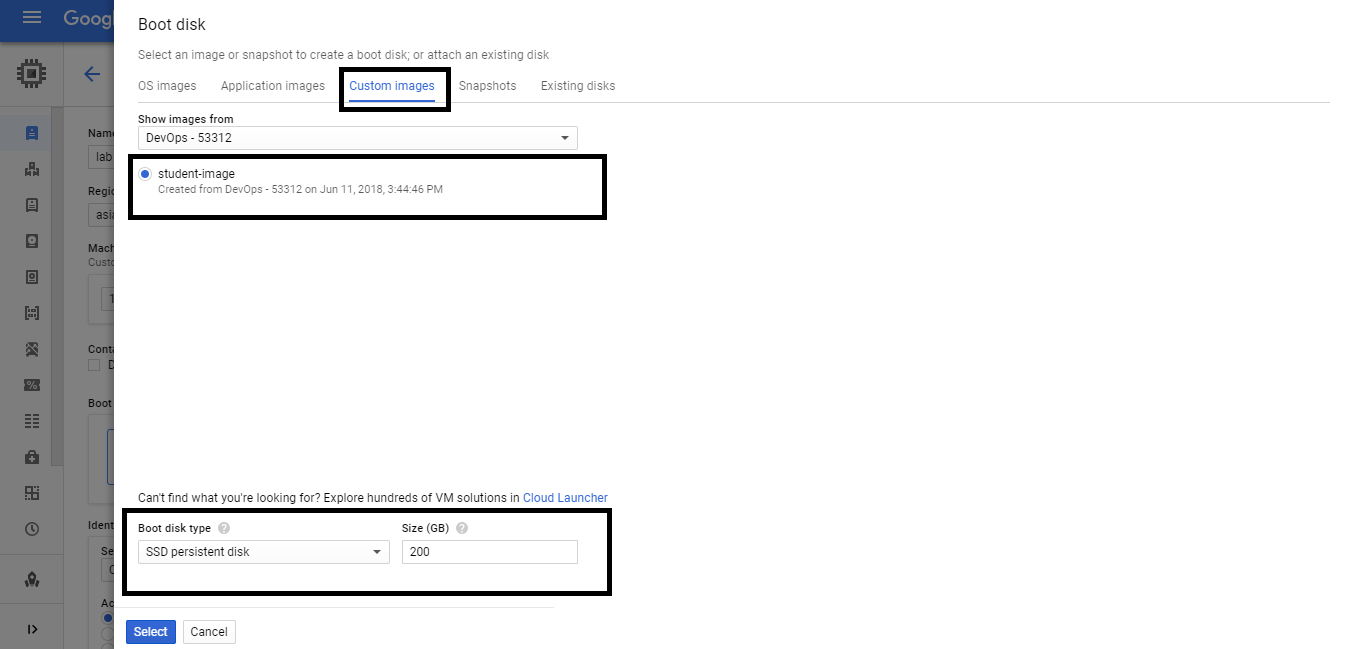 Googl
Boot disk
Select an image or snapshot to create a boot disk; or attach an existing disk
OS images Application images Custom images Snapshots Existing disks
Show images from
DevOps - 53312
student-image
Created from DevOps - 53312 on Jun 11, 2018, 3:44:46 PM
Can't find what you're looking for? Explore hundreds of VM solutions in Cloud Launcher
Boot disk type Size (GB)
SSD persistent disk 200
Select Cancel
Name
lab
Regio
asia
Mach
Custo
1
Conta
D
Boot
Ident
Se
Ac